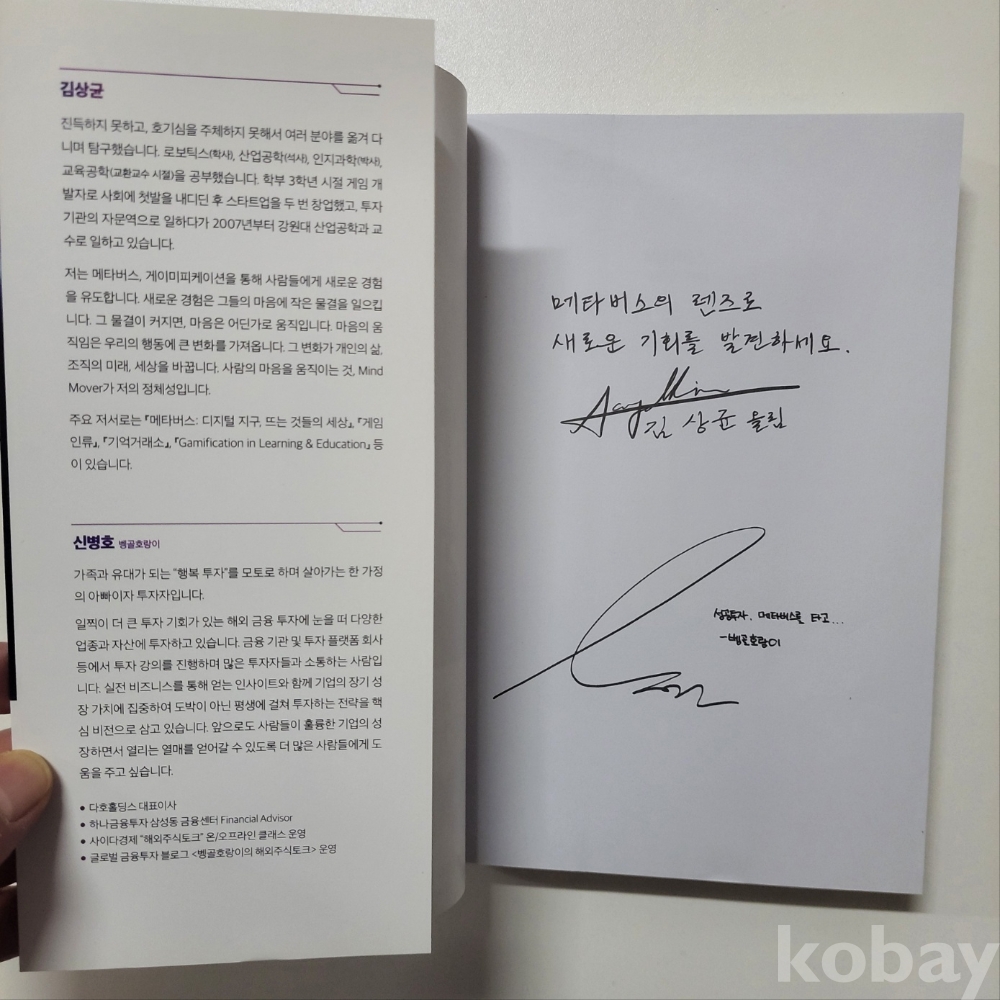 김상균
진득하지 못하고, 호기심을 주체하지 못해서 여러 분야를 옮겨 다
니며 탐구했습니다. 로보틱스(학사), 산업공학(석사), 인지과학(박사),
교육공학(교환교수 시절)을 공부했습니다. 학부 3학년 시절 게임 개
발자로 사회에 첫발을 내디딘 후 스타트업을 두 번 창업했고, 투자
기관의 자문역으로 일하다가 2007년부터 강원대 산업공학과 교
수로 일하고 있습니다.
저는 메타버스, 게이미피케이션을 통해 사람들에게 새로운 경험
을 유도합니다. 새로운 경험은 그들의 마음에 작은 물결을 일으킵
니다. 그 물결이 커지면, 마음은 어딘가로 움직입니다. 마음의 움
직임은 우리의 행동에 큰 변화를 가져옵니다. 그 변화가 개인의 삶,
조직의 미래, 세상을 바꿉니다. 사람의 마음을 움직이는 것, Mind
Mover가 저의 정체성입니다.
주요 저서로는 『메타버스: 디지털 지구, 뜨는 것들의 세상』, 『게임
인류』, 『기억거래소』, 『Gamification in Learning & Education』 등
이 있습니다.
신병호 벵골호랑이
가족과 유대가 되는 "행복 투자"를 모토로 하며 살아가는 한 가정
의 아빠이자 투자자입니다.
일찍이 더 큰 투자 기회가 있는 해외 금융 투자에 눈을 떠 다양한
업종과 자산에 투자하고 있습니다. 금융 기관 및 투자 플랫폼 회사
등에서 투자 강의를 진행하며 많은 투자자들과 소통하는 사람입
니다. 실전 비즈니스를 통해 얻는 인사이트와 함께 기업의 장기 성
장 가치에 집중하여 도박이 아닌 평생에 걸쳐 투자하는 전략을 핵
심 비전으로 삼고 있습니다. 앞으로도 사람들이 훌륭한 기업의 성
장하면서 열리는 열매를 얻어갈 수 있도록 더 많은 사람들에게 도
움을 주고 싶습니다.
• 다호홀딩스 대표이사
• 하나금융투자 삼성동 금융센터 Financial Advisor
• 사이다경제 "해외주식토크" 온/오프라인 클래스 운영
• 글로벌 금융투자 블로그 <벵골호랑이의 해외주식토크> 운영
메타버스의 렌즈로
새로운 기회를 발견하세요.
김 상균 올림
성공투자, 메타버스를 타고...
-벵골호랑이
kobay